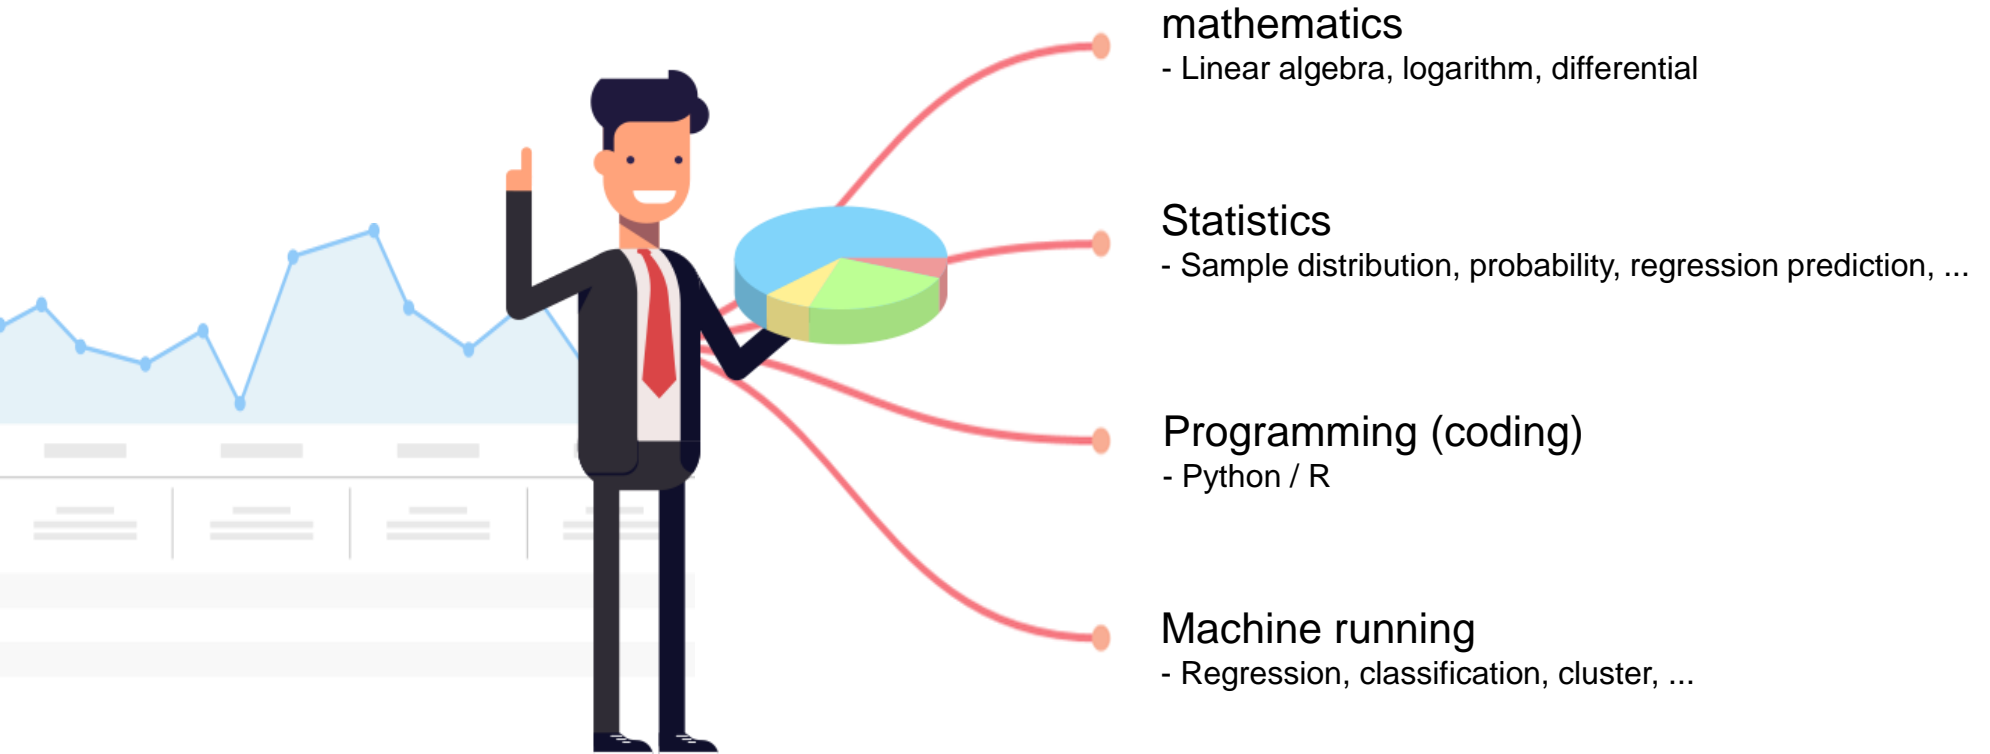 mathematics
- Linear algebra, logarithm, differential
Statistics
- Sample distribution, probability, regression prediction, ...
Programming (coding)
- Python / R
Machine running
- Regression, classification, cluster, ...